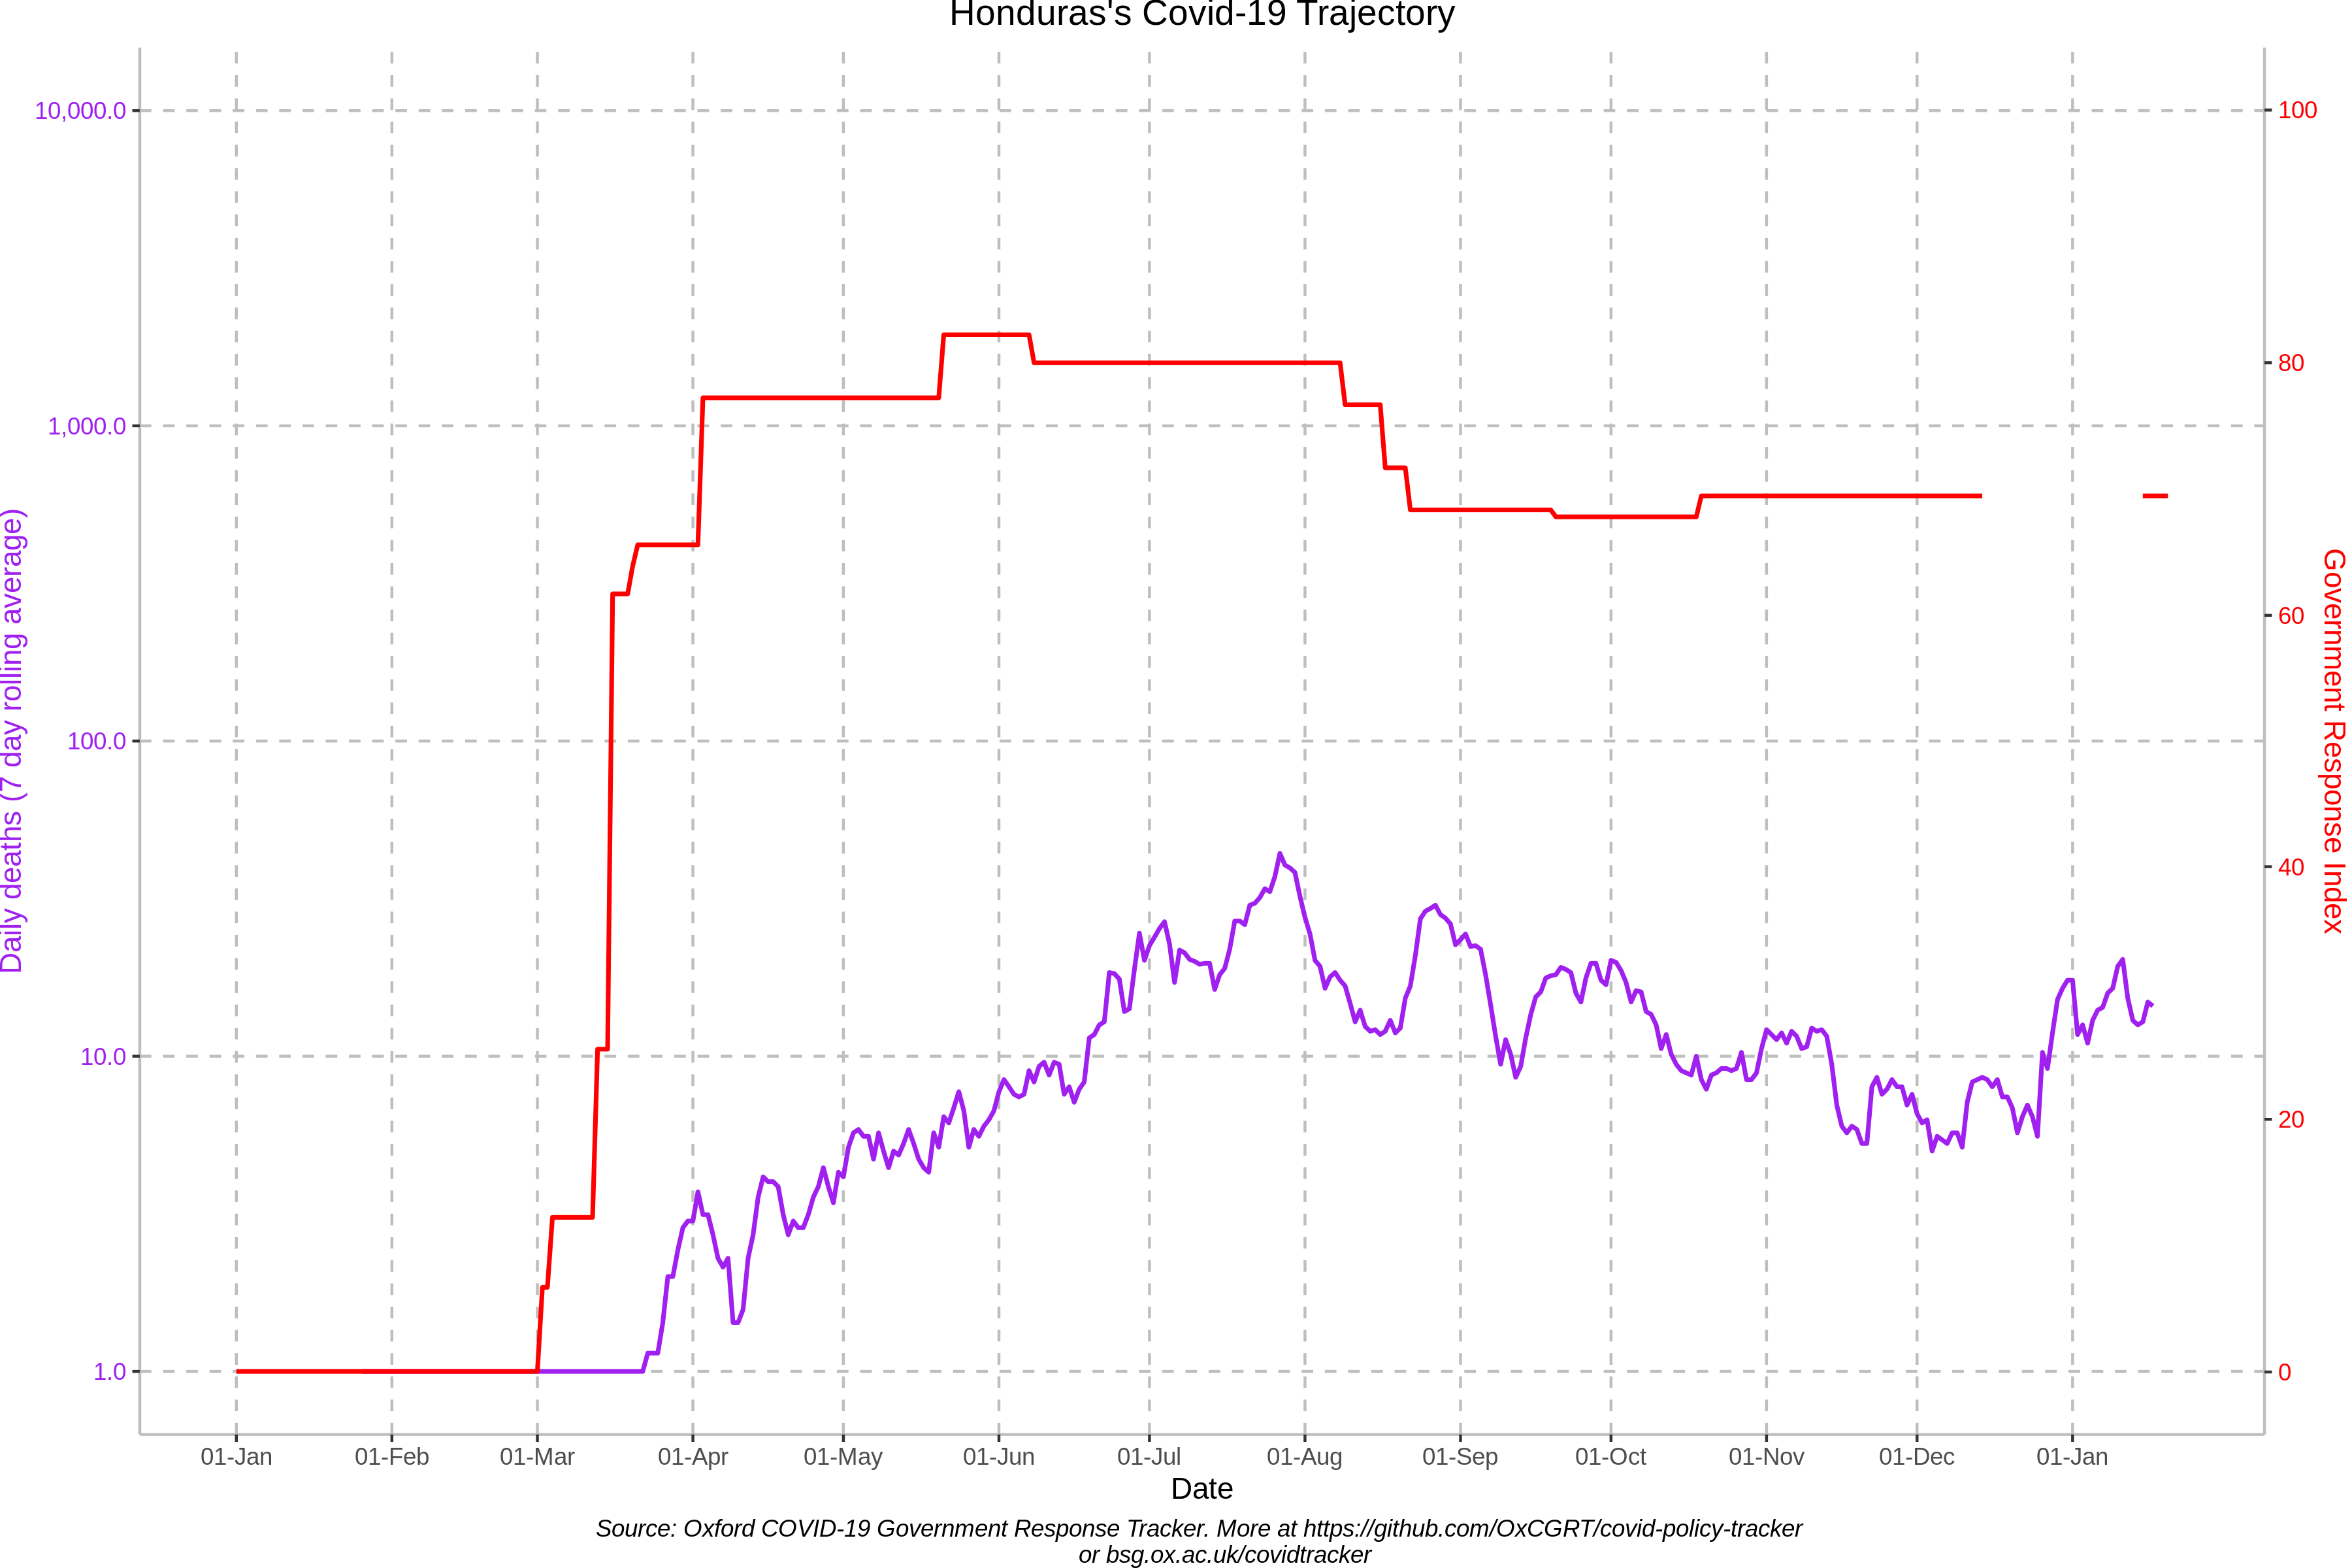 Honduras's Covid-19 Trajectory
Daily deaths (7 day rolling average)
10,000.0
1,000.0
100.0
10.0
1.0
100
80
60
40
20
0
Government Response Index
01-Jan 01-Feb 01-Mar 01-Apr 01-May 01-Jun 01-Jul 01-Aug 01-Sep 01-Oct 01-Nov 01-Dec 01-Jan
Date
Source: Oxford COVID-19 Government Response Tracker. More at https://github.com/OxCGRT/covid-policy-tracker
or bsg.ox.ac.uk/covidtracker